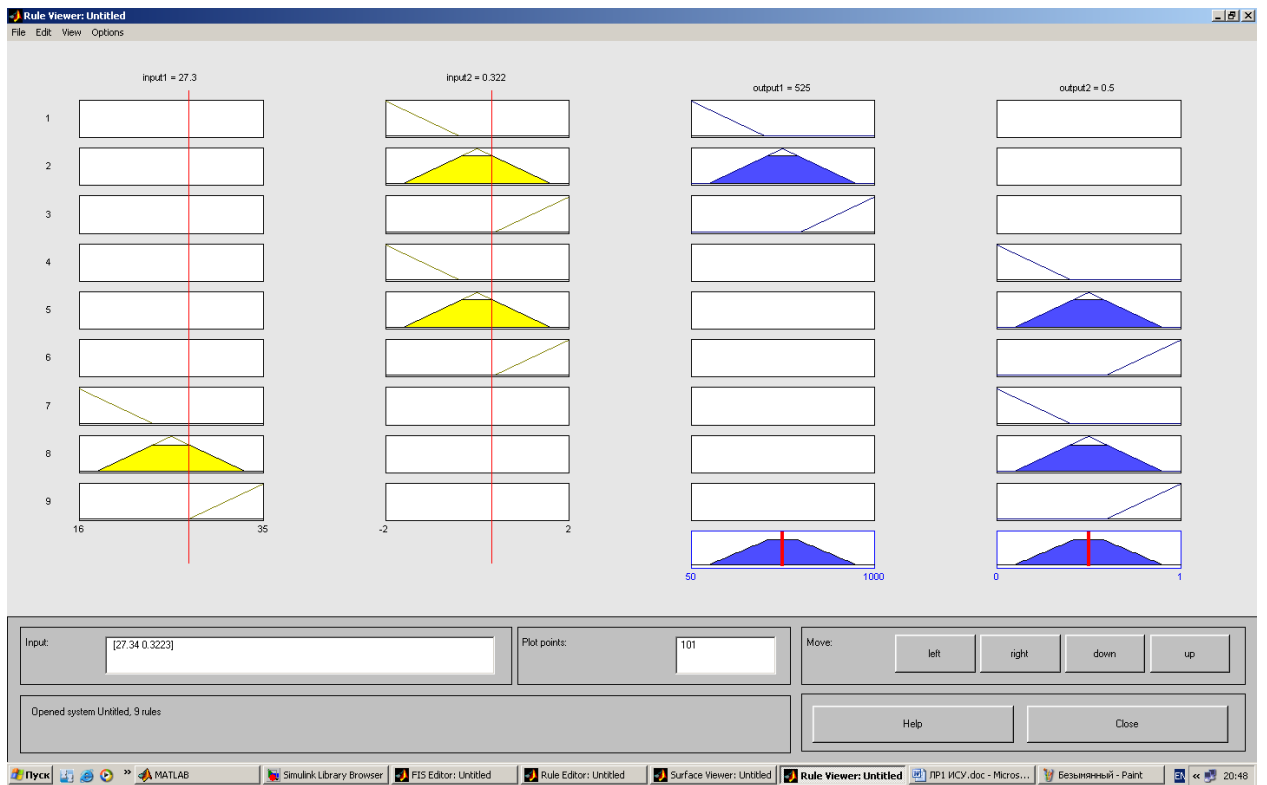 Rule Viewer: Untitled
File Edit View Options
input1 = 27.3
input2 = 0.322
output1 = 525
output2 = 0.5
1
2
3
4
5
6
7
8
9
16 35
-2 2
50 1000
0 1
Input:
[27.34 0.3223]
Plot points:
101
Move:
left
right
down
up
Opened system Untitled, 9 rules
Help
Close
Пуск
»
MATLAB
Simulink Library Browser
FIS Editor: Untitled
Rule Editor: Untitled
Surface Viewer: Untitled
Rule Viewer: Untitled
ЛР1 ИСУ.doc - Micros...
Безымянный - Paint
EN
«
20:48